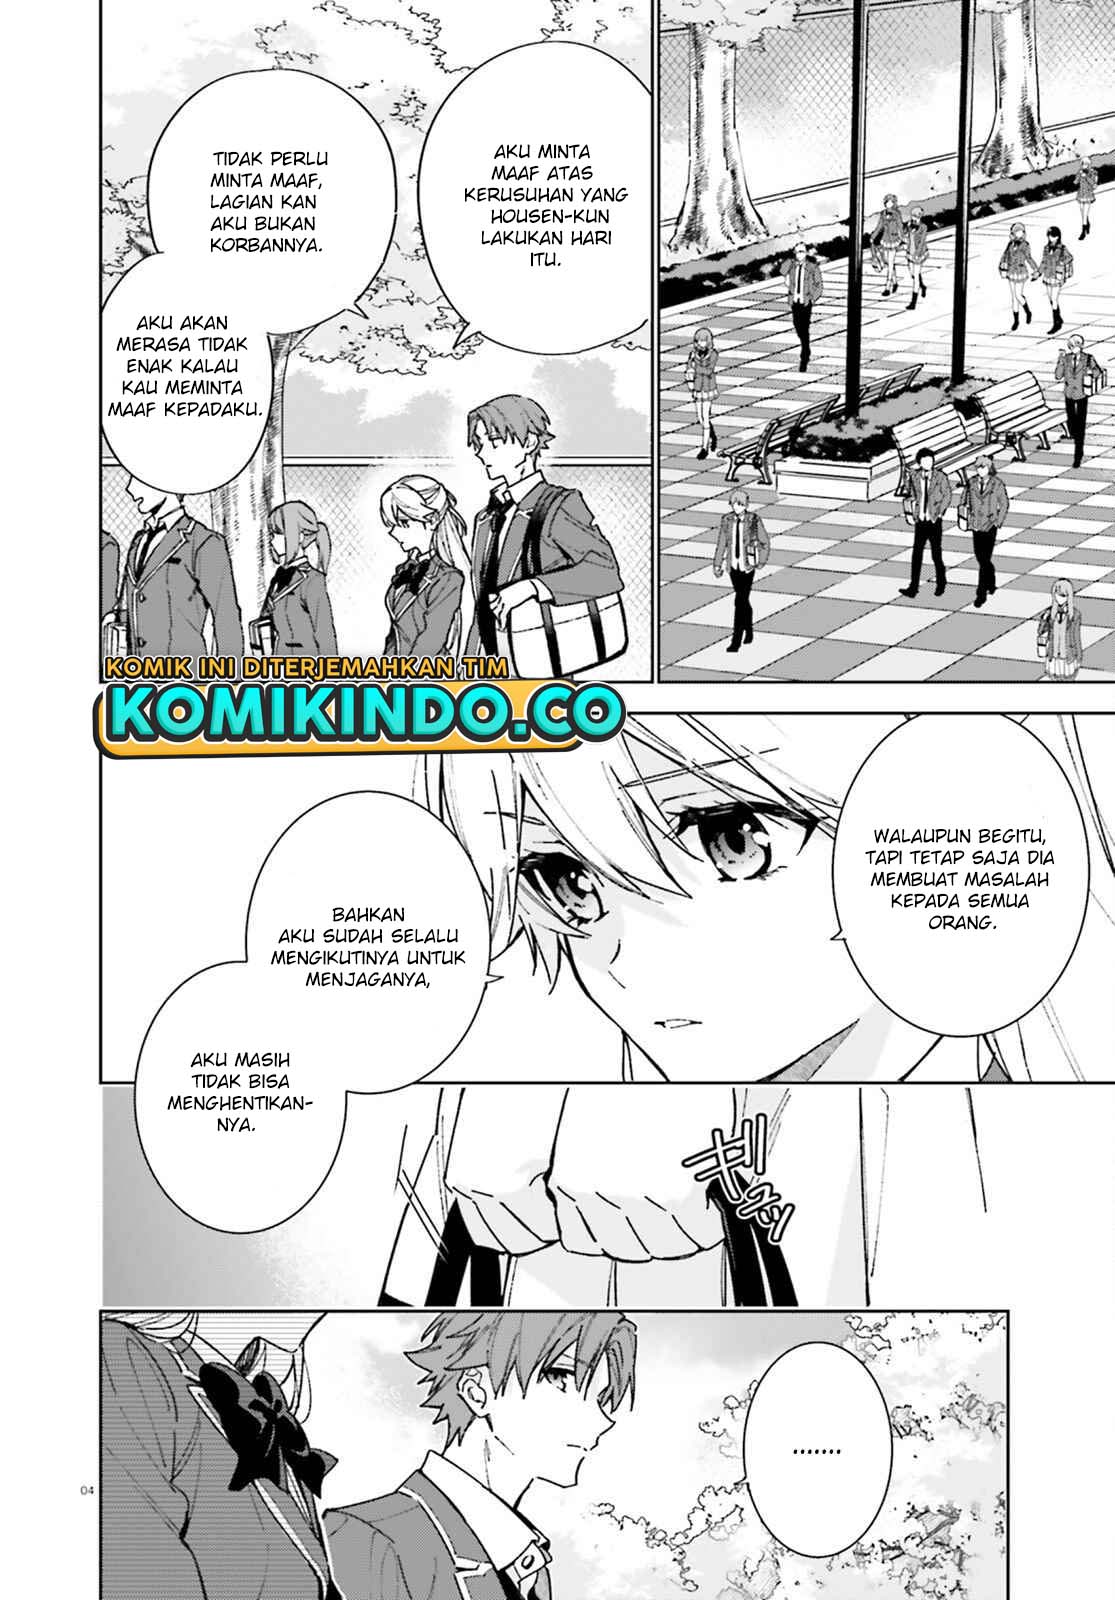 AKU MINTA
MAAF ATAS
KERUSUHAN YANG
HOUSEN-KUN
LAKUKAN HARI
ITU.
TIDAK PERLU
MINTA MAAF,
LAGIAN KAN
AKU BUKAN
KORBANNYA.
AKU AKAN
MERASA TIDAK
ENAK KALAU
KAU MEMINTA
MAAF KEPADAKU.
KOMIK INI DITERJEMAHKAN TIM
KOMIKINDO.CO
WALAUPUN BEGITU,
TAPI TETAP SAJA DIA
MEMBUAT MASALAH
KEPADA SEMUA
ORANG.
BAHKAN
AKU SUDAH SELALU
MENGIKUTINYA UNTUK
MENJAGANYA,
AKU MASIH
TIDAK BISA
MENGHENTIKAN-
NYA.
ギリ
ギュッ
.......
04